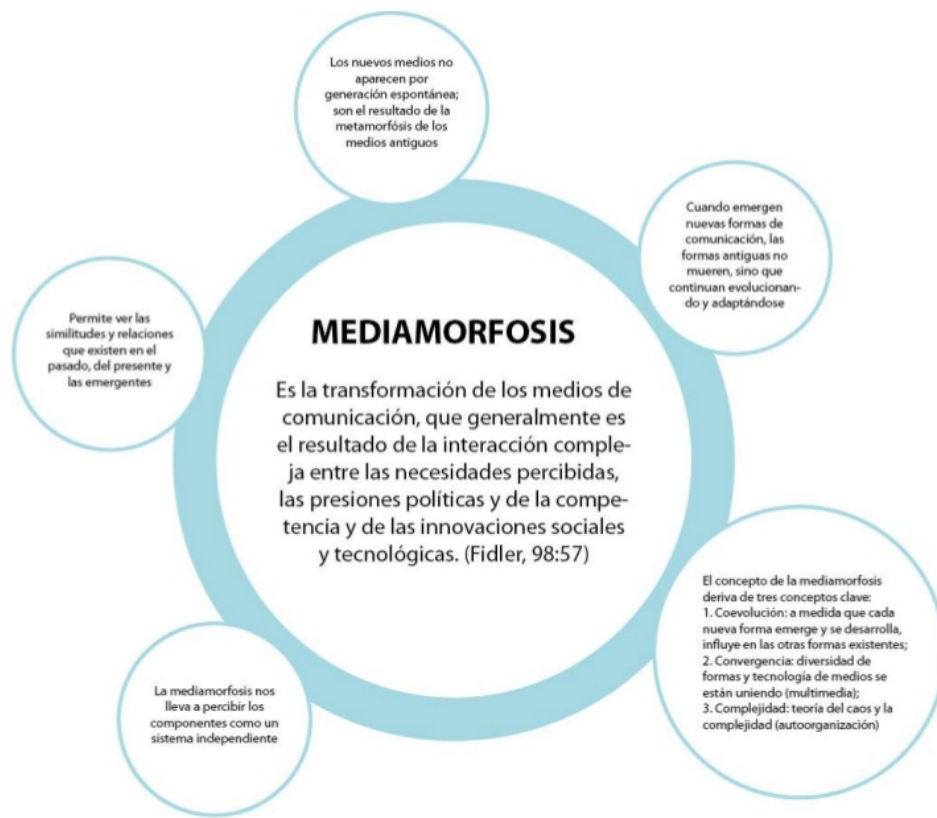 Los nuevos medios no
aparecen por
generación espontánea;
son el resultado de la
metamorfósis de los
medios antiguos
Cuando emergen
nuevas formas de
comunicación, las
formas antiguas no
mueren, sino que
continuan evolucionan-
do y adaptándose
Permite ver las
similitudes y relaciones
que existen en el
pasado, del presente y
las emergentes
MEDIAMORFOSIS
Es la transformación de los medios de
comunicación, que generalmente es
el resultado de la interacción comple-
ja entre las necesidades percibidas,
las presiones políticas y de la compe-
tencia y de las innovaciones sociales
y tecnológicas. (Fidler, 98:57)
El concepto de la mediamorfosis
deriva de tres conceptos clave:
1. Coevolución: a medida que cada
nueva forma emerge y se desarrolla,
influye en las otras formas existentes;
2. Convergencia: diversidad de
formas y tecnología de medios se
están uniendo (multimedia);
3. Complejidad: teoría del caos y la
complejidad (autoorganización)
La mediamorfosis nos
lleva a percibir los
componentes como un
sistema independiente